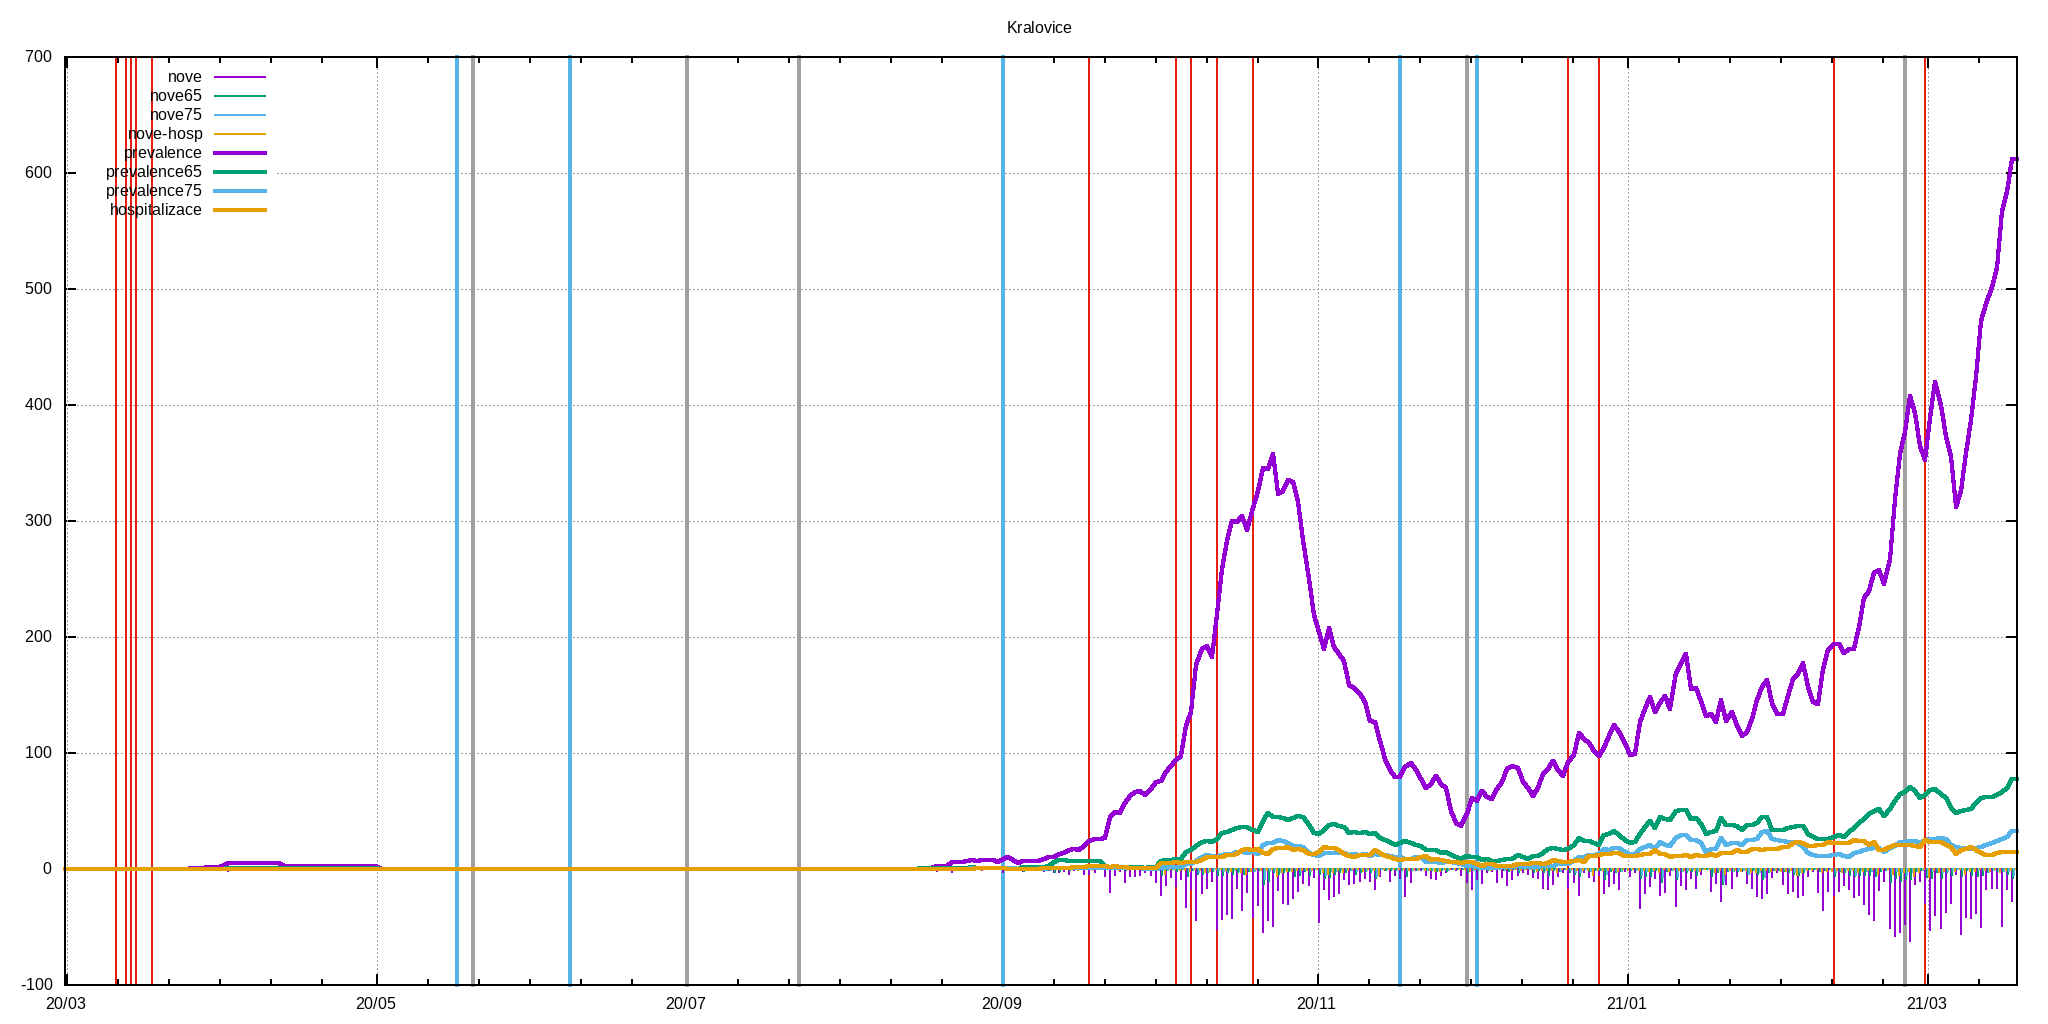 Kralovice
700
600
500
400
300
200
100
0
-100
nove
nove65
nove75
nove-hosp
prevalence
prevalence65
prevalence75
hospitalizace
20/03 20/05 20/07 20/09 20/11 21/01 21/03